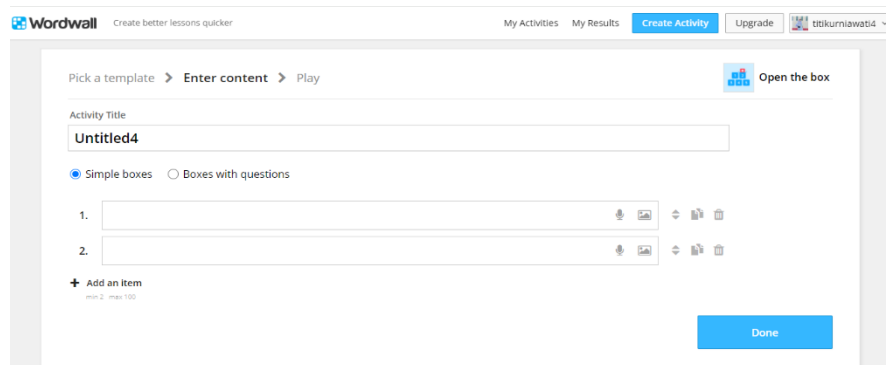 Wordwall Create better lessons quicker My Activities My Results Create Activity Upgrade titikurniawati4
Pick a template Enter content Play Open the box
Activity Title
Untitled4
Simple boxes Boxes with questions
1.
2.
Add an item
min 2 max 100
Done